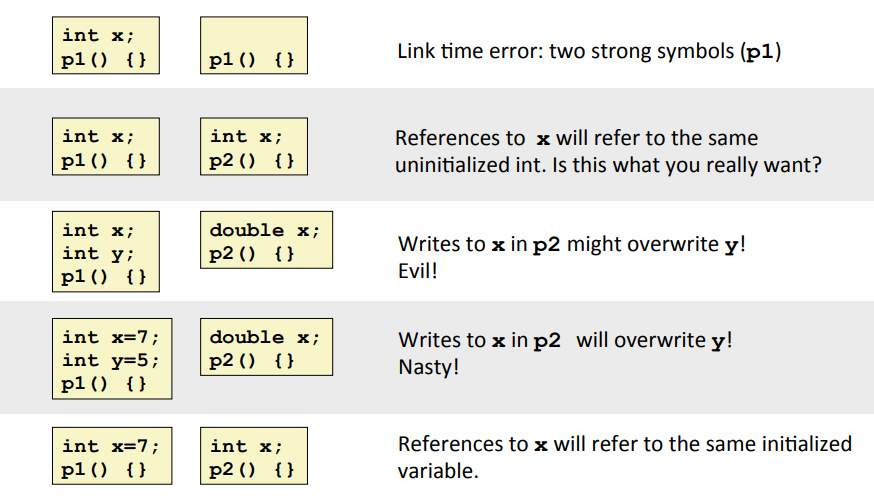 int x;
p1() {}
p1() {}
Link time error: two strong symbols (p1)
int x;
p1() {}
int x;
p2() {}
References to x will refer to the same
uninitialized int. Is this what you really want?
int x;
int y;
p1() {}
double x;
p2() {}
Writes to x in p2 might overwrite y!
Evil!
int x=7;
int y=5;
p1() {}
double x;
p2() {}
Writes to x in p2 will overwrite y!
Nasty!
int x=7;
p1() {}
int x;
p2() {}
References to x will refer to the same initialized
variable.